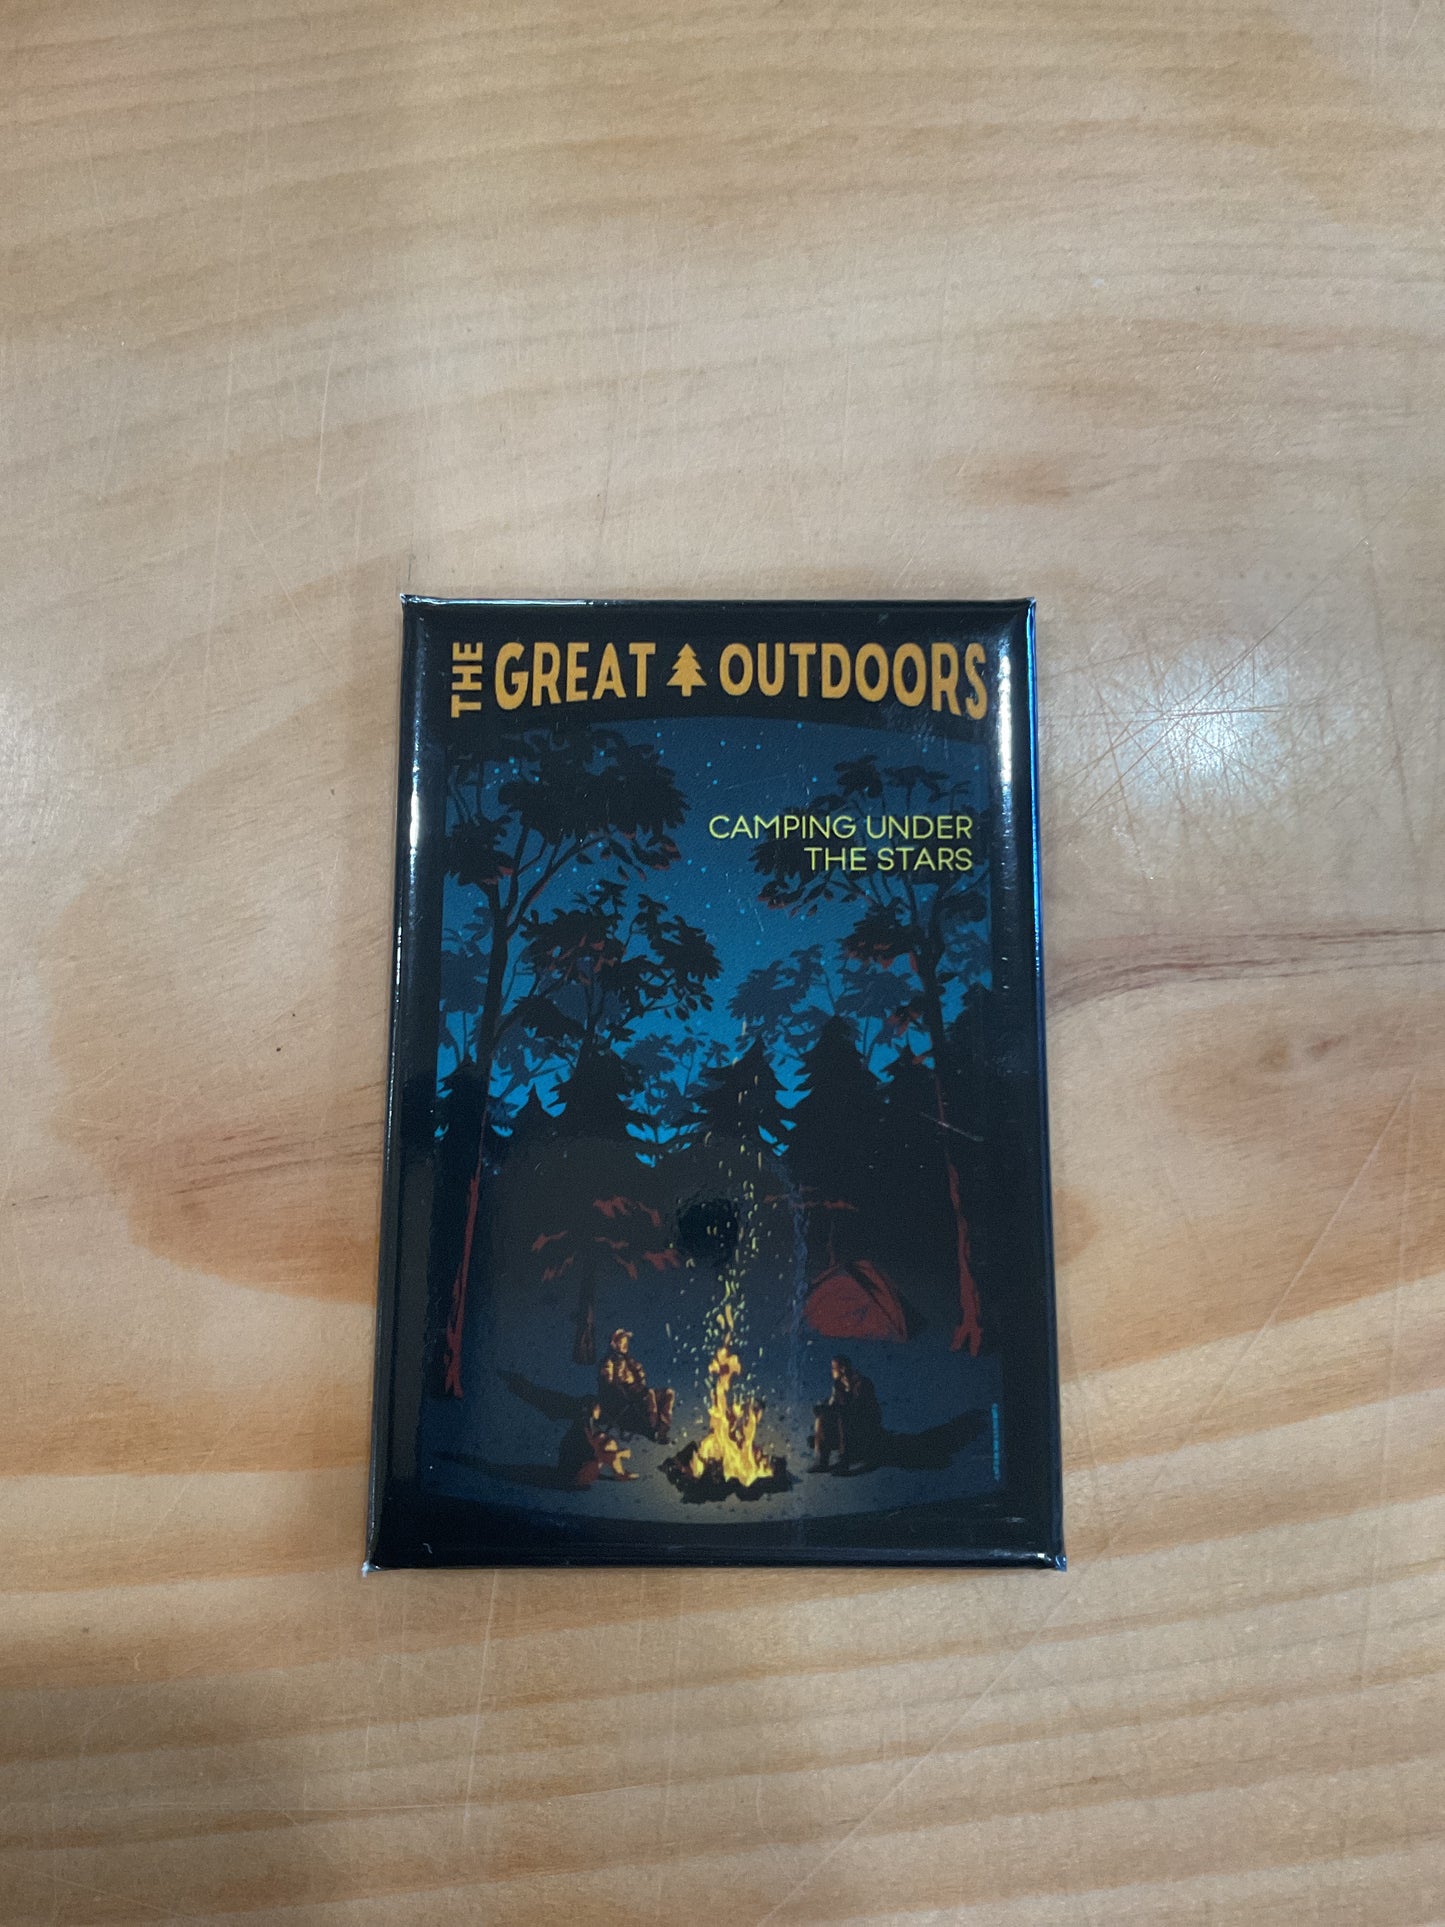 THE GREAT OUTDOORS
CAMPING UNDER
THE STARS